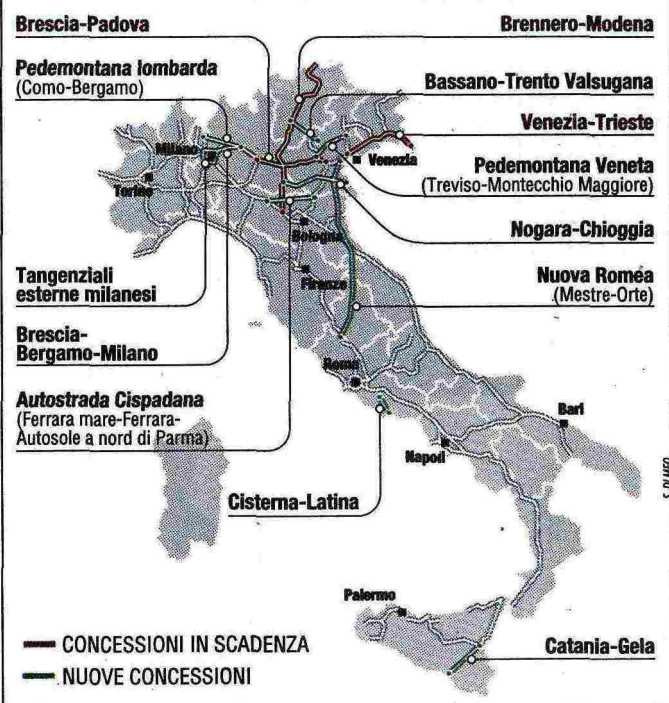 Brescia-Padova
Brennero-Modena
Pedemontana lombarda
(Como-Bergamo)
Bassano-Trento Valsugana
Venezia-Trieste
Milano
Venezia
Pedemontana Veneta
(Treviso-Montecchio Maggiore)
Torino
Nogara-Chioggia
Bologna
Tangenziali
esterne milanesi
Firenze
Nuova Romea
(Mestre-Orte)
Brescia-
Bergamo-Milano
Roma
Autostrada Cispadana
(Ferrara mare-Ferrara-
Autosole a nord di Parma)
Bari
Napoli
Cisterna-Latina
S. DI MEO
Palermo
Catania-Gela
CONCESSIONI IN SCADENZA
NUOVE CONCESSIONI